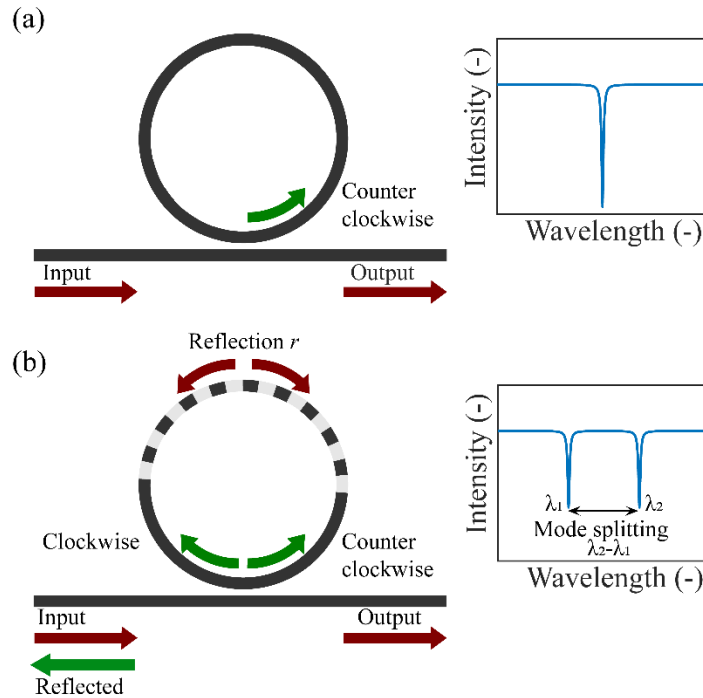 (a)
Counter
clockwise
Input
Output
Intensity (-)
Wavelength (-)
(b)
Reflection r
Clockwise
Counter
clockwise
Input
Output
Reflected
Intensity (-)
λ₁
λ₂
Mode splitting
λ₂-λ₁
Wavelength (-)